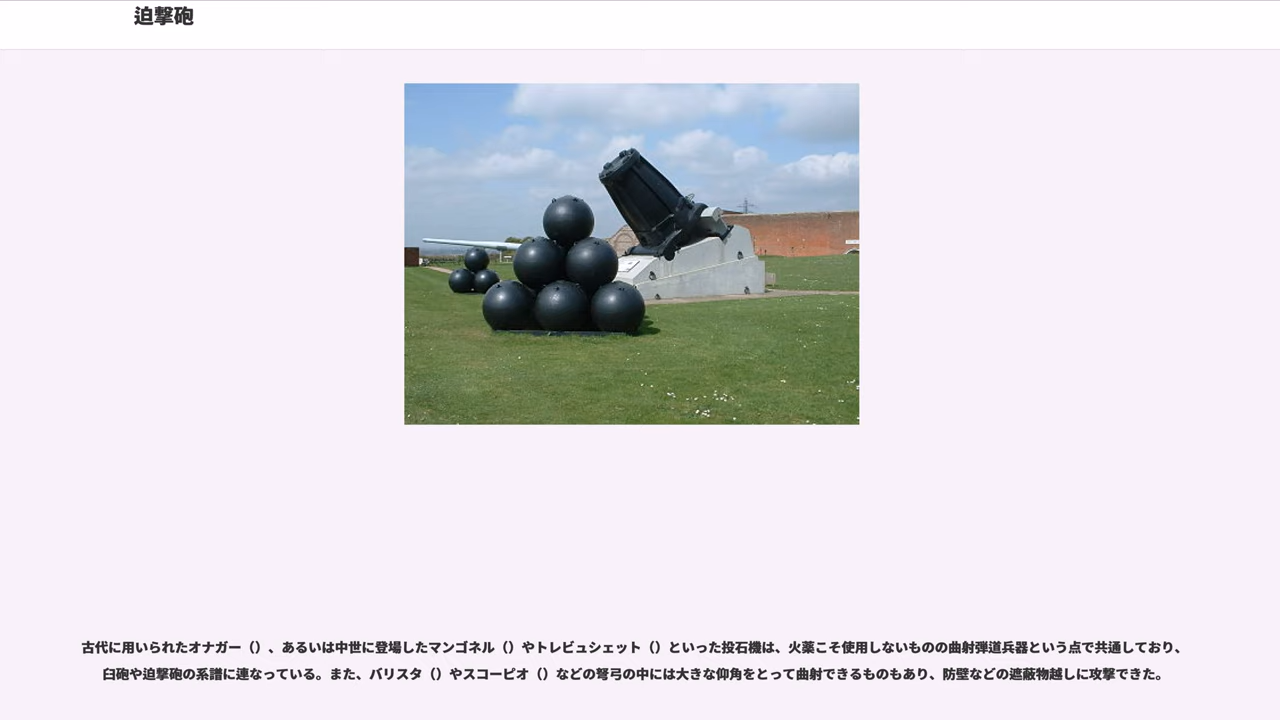 迫撃砲
古代に用いられたオナガー（）、あるいは中世に登場したマンゴネル（）やトレビュシェット（）といった投石機は、火薬こそ使用しないものの曲射弾道兵器という点で共通しており、
臼砲や迫撃砲の系譜に連なっている。また、バリスタ（）やスコーピオ（）などの弩弓の中には大きな仰角をとって曲射できるものもあり、防壁などの遮蔽物越しに攻撃できた。